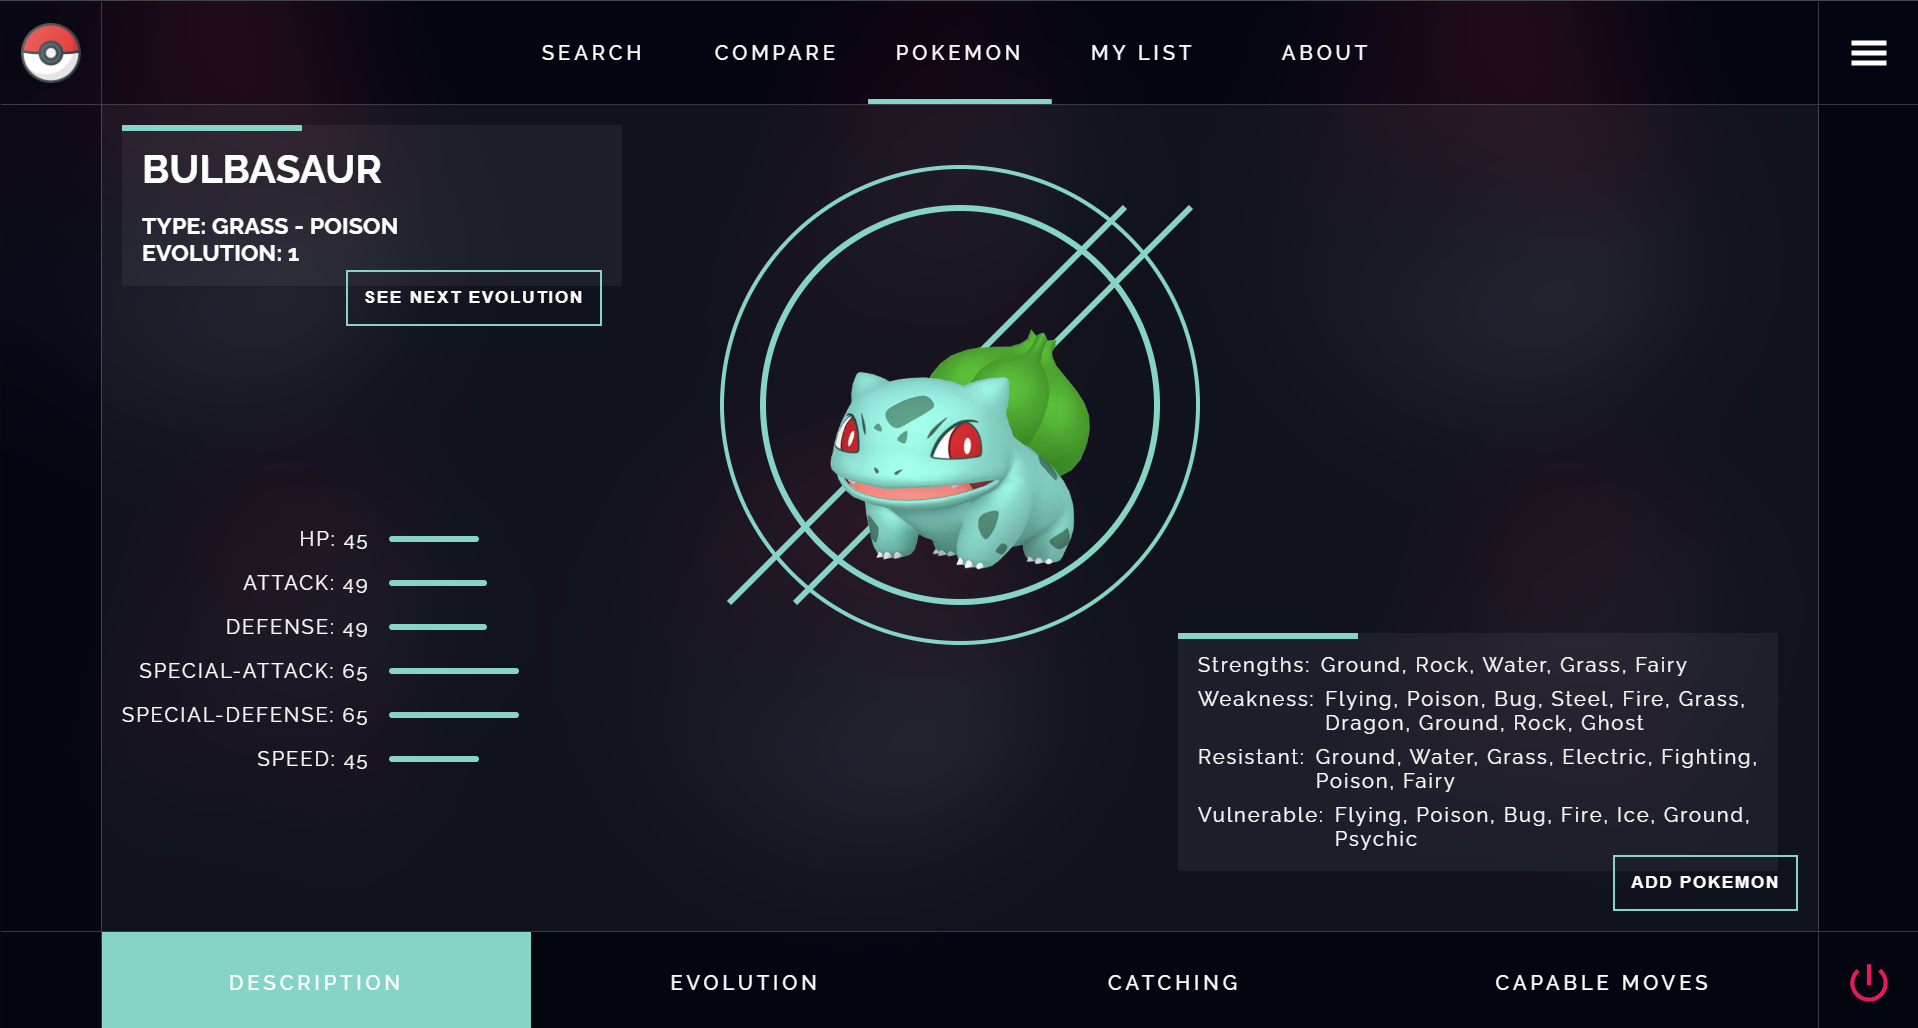 SEARCH
COMPARE
POKEMON
MY LIST
ABOUT
BULBASAUR
TYPE: GRASS - POISON
EVOLUTION: 1
SEE NEXT EVOLUTION
HP: 45
ATTACK: 49
DEFENSE: 49
SPECIAL-ATTACK: 65
SPECIAL-DEFENSE: 65
SPEED: 45
Strengths: Ground, Rock, Water, Grass, Fairy
Weakness: Flying, Poison, Bug, Steel, Fire, Grass,
Dragon, Ground, Rock, Ghost
Resistant: Ground, Water, Grass, Electric, Fighting,
Poison, Fairy
Vulnerable: Flying, Poison, Bug, Fire, Ice, Ground,
Psychic
ADD POKEMON
DESCRIPTION
EVOLUTION
CATCHING
CAPABLE MOVES